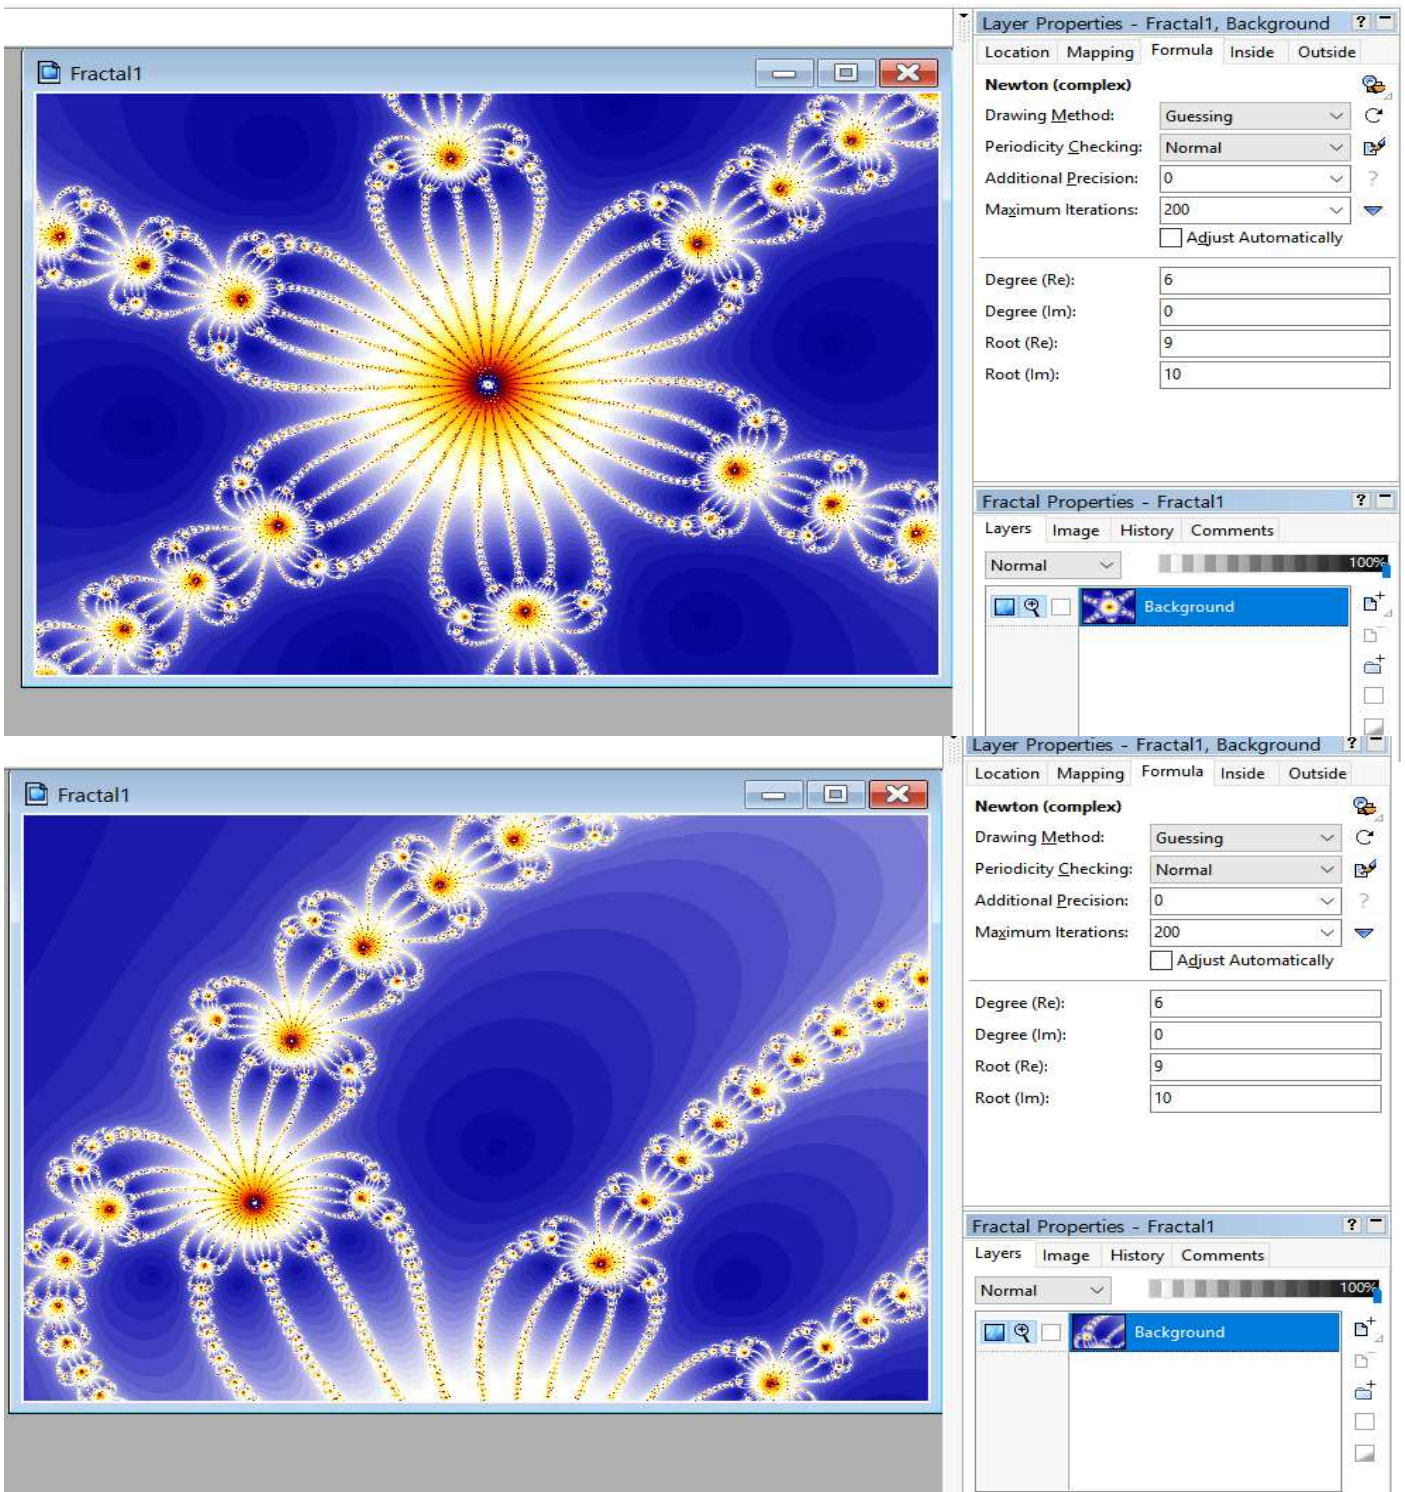 Layer Properties - Fractal1, Background ?
Fractal1
Location Mapping Formula Inside Outside
Newton (complex)
Drawing Method: Guessing
Periodicity Checking: Normal
Additional Precision: 0 ?
Maximum Iterations: 200
Adjust Automatically
Degree (Re): 6
Degree (Im): 0
Root (Re): 9
Root (Im): 10
Fractal Properties - Fractal1 ?
Layers Image History Comments
Normal 100%
Background
Layer Properties - Fractal1, Background ?
Fractal1
Location Mapping Formula Inside Outside
Newton (complex)
Drawing Method: Guessing
Periodicity Checking: Normal
Additional Precision: 0 ?
Maximum Iterations: 200
Adjust Automatically
Degree (Re): 6
Degree (Im): 0
Root (Re): 9
Root (Im): 10
Fractal Properties - Fractal1 ?
Layers Image History Comments
Normal 100%
Background